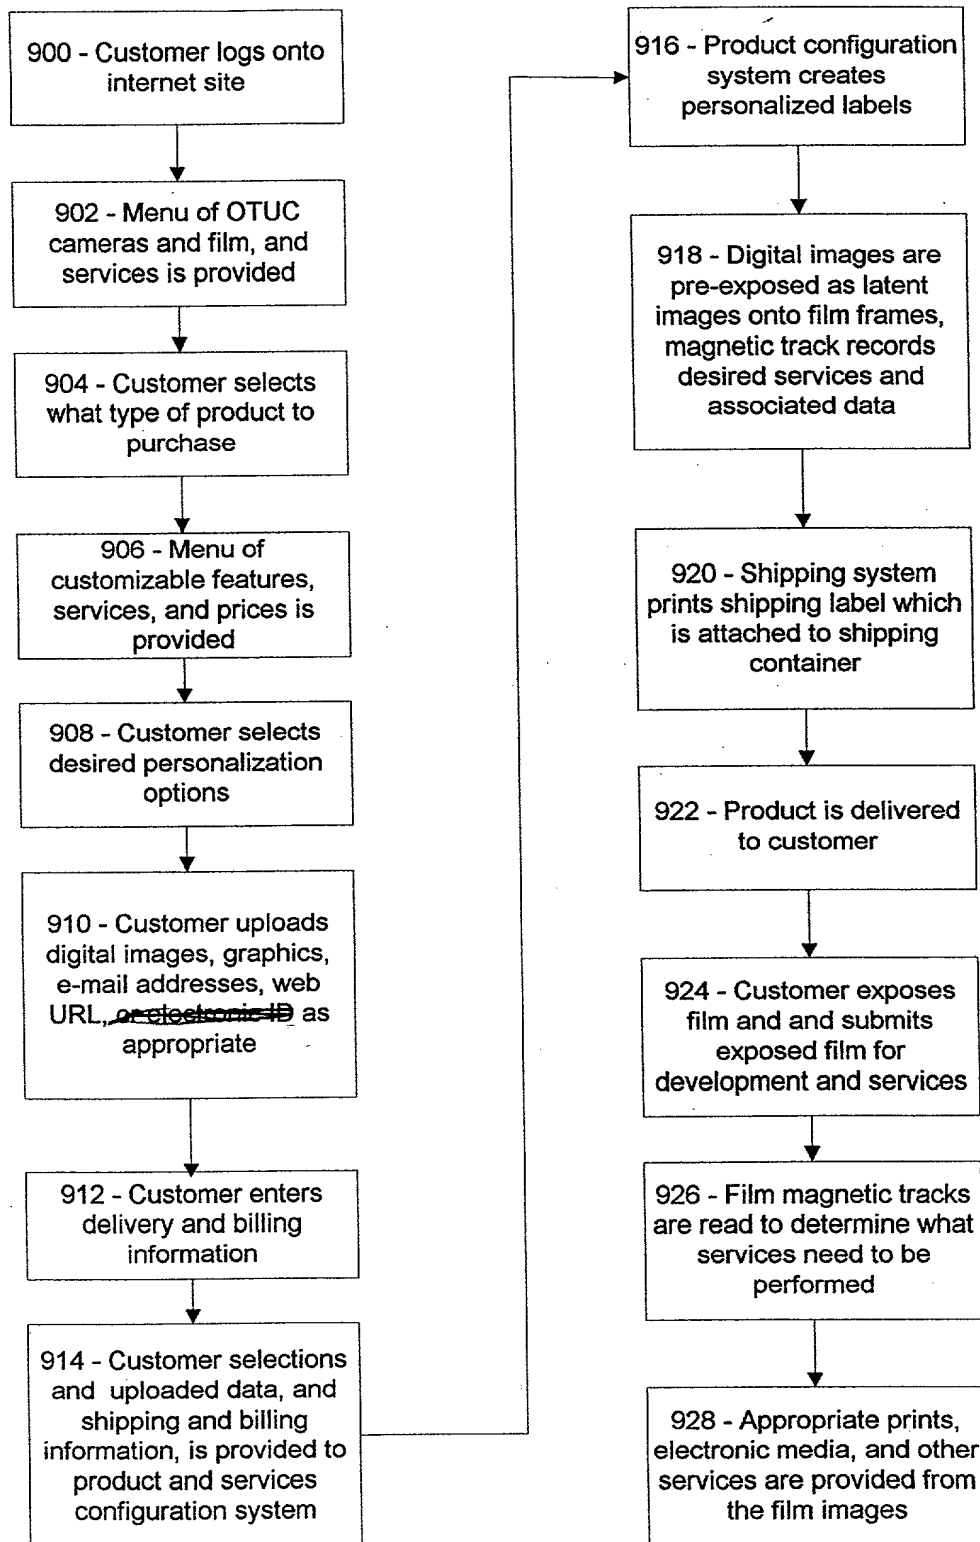 900 - Customer logs onto
internet site
902 - Menu of OTUC
cameras and film, and
services is provided
904 - Customer selects
what type of product to
purchase
906 - Menu of
customizable features,
services, and prices is
provided
908 - Customer selects
desired personalization
options
910 - Customer uploads
digital images, graphics,
e-mail addresses, web
URL, or electronic ID as
appropriate
912 - Customer enters
delivery and billing
information
914 - Customer selections
and uploaded data, and
shipping and billing
information, is provided to
product and services
configuration system
916 - Product configuration
system creates
personalized labels
918 - Digital images are
pre-exposed as latent
images onto film frames,
magnetic track records
desired services and
associated data
920 - Shipping system
prints shipping label which
is attached to shipping
container
922 - Product is delivered
to customer
924 - Customer exposes
film and and submits
exposed film for
development and services
926 - Film magnetic tracks
are read to determine what
services need to be
performed
928 - Appropriate prints,
electronic media, and other
services are provided from
the film images